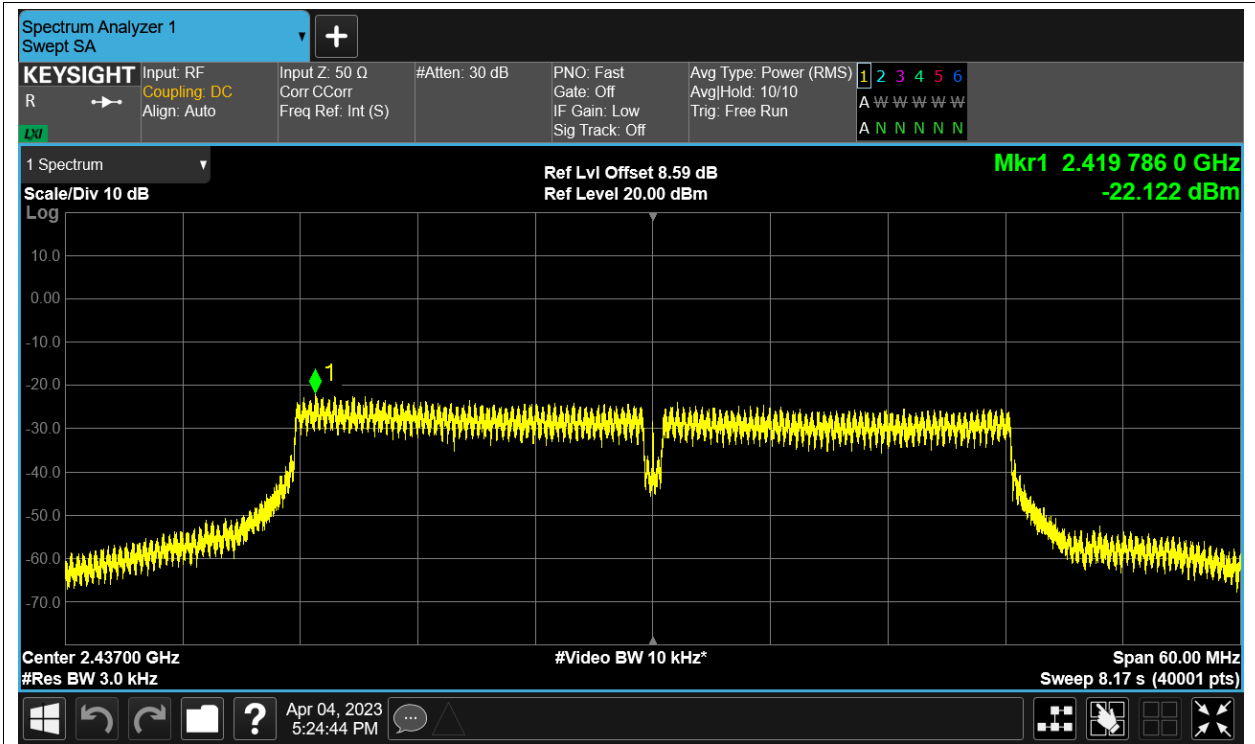 Spectrum Analyzer 1
Swept SA
+
KEYSIGHT
R
LXI
Input: RF
Coupling: DC
Align: Auto
Input Z: 50 Ω
Corr CCorr
Freq Ref: Int (S)
#Atten: 30 dB
PNO: Fast
Gate: Off
IF Gain: Low
Sig Track: Off
Avg Type: Power (RMS)
Avg|Hold: 10/10
Trig: Free Run
1 2 3 4 5 6
A W W W W W
A N N N N N
1 Spectrum
Scale/Div 10 dB
Log
Ref Lvl Offset 8.59 dB
Ref Level 20.00 dBm
Mkr1 2.419 786 0 GHz
-22.122 dBm
10.0
0.00
-10.0
-20.0
-30.0
-40.0
-50.0
-60.0
-70.0
1
Center 2.43700 GHz
#Res BW 3.0 kHz
#Video BW 10 kHz*
Span 60.00 MHz
Sweep 8.17 s (40001 pts)
?
Apr 04, 2023
5:24:44 PM